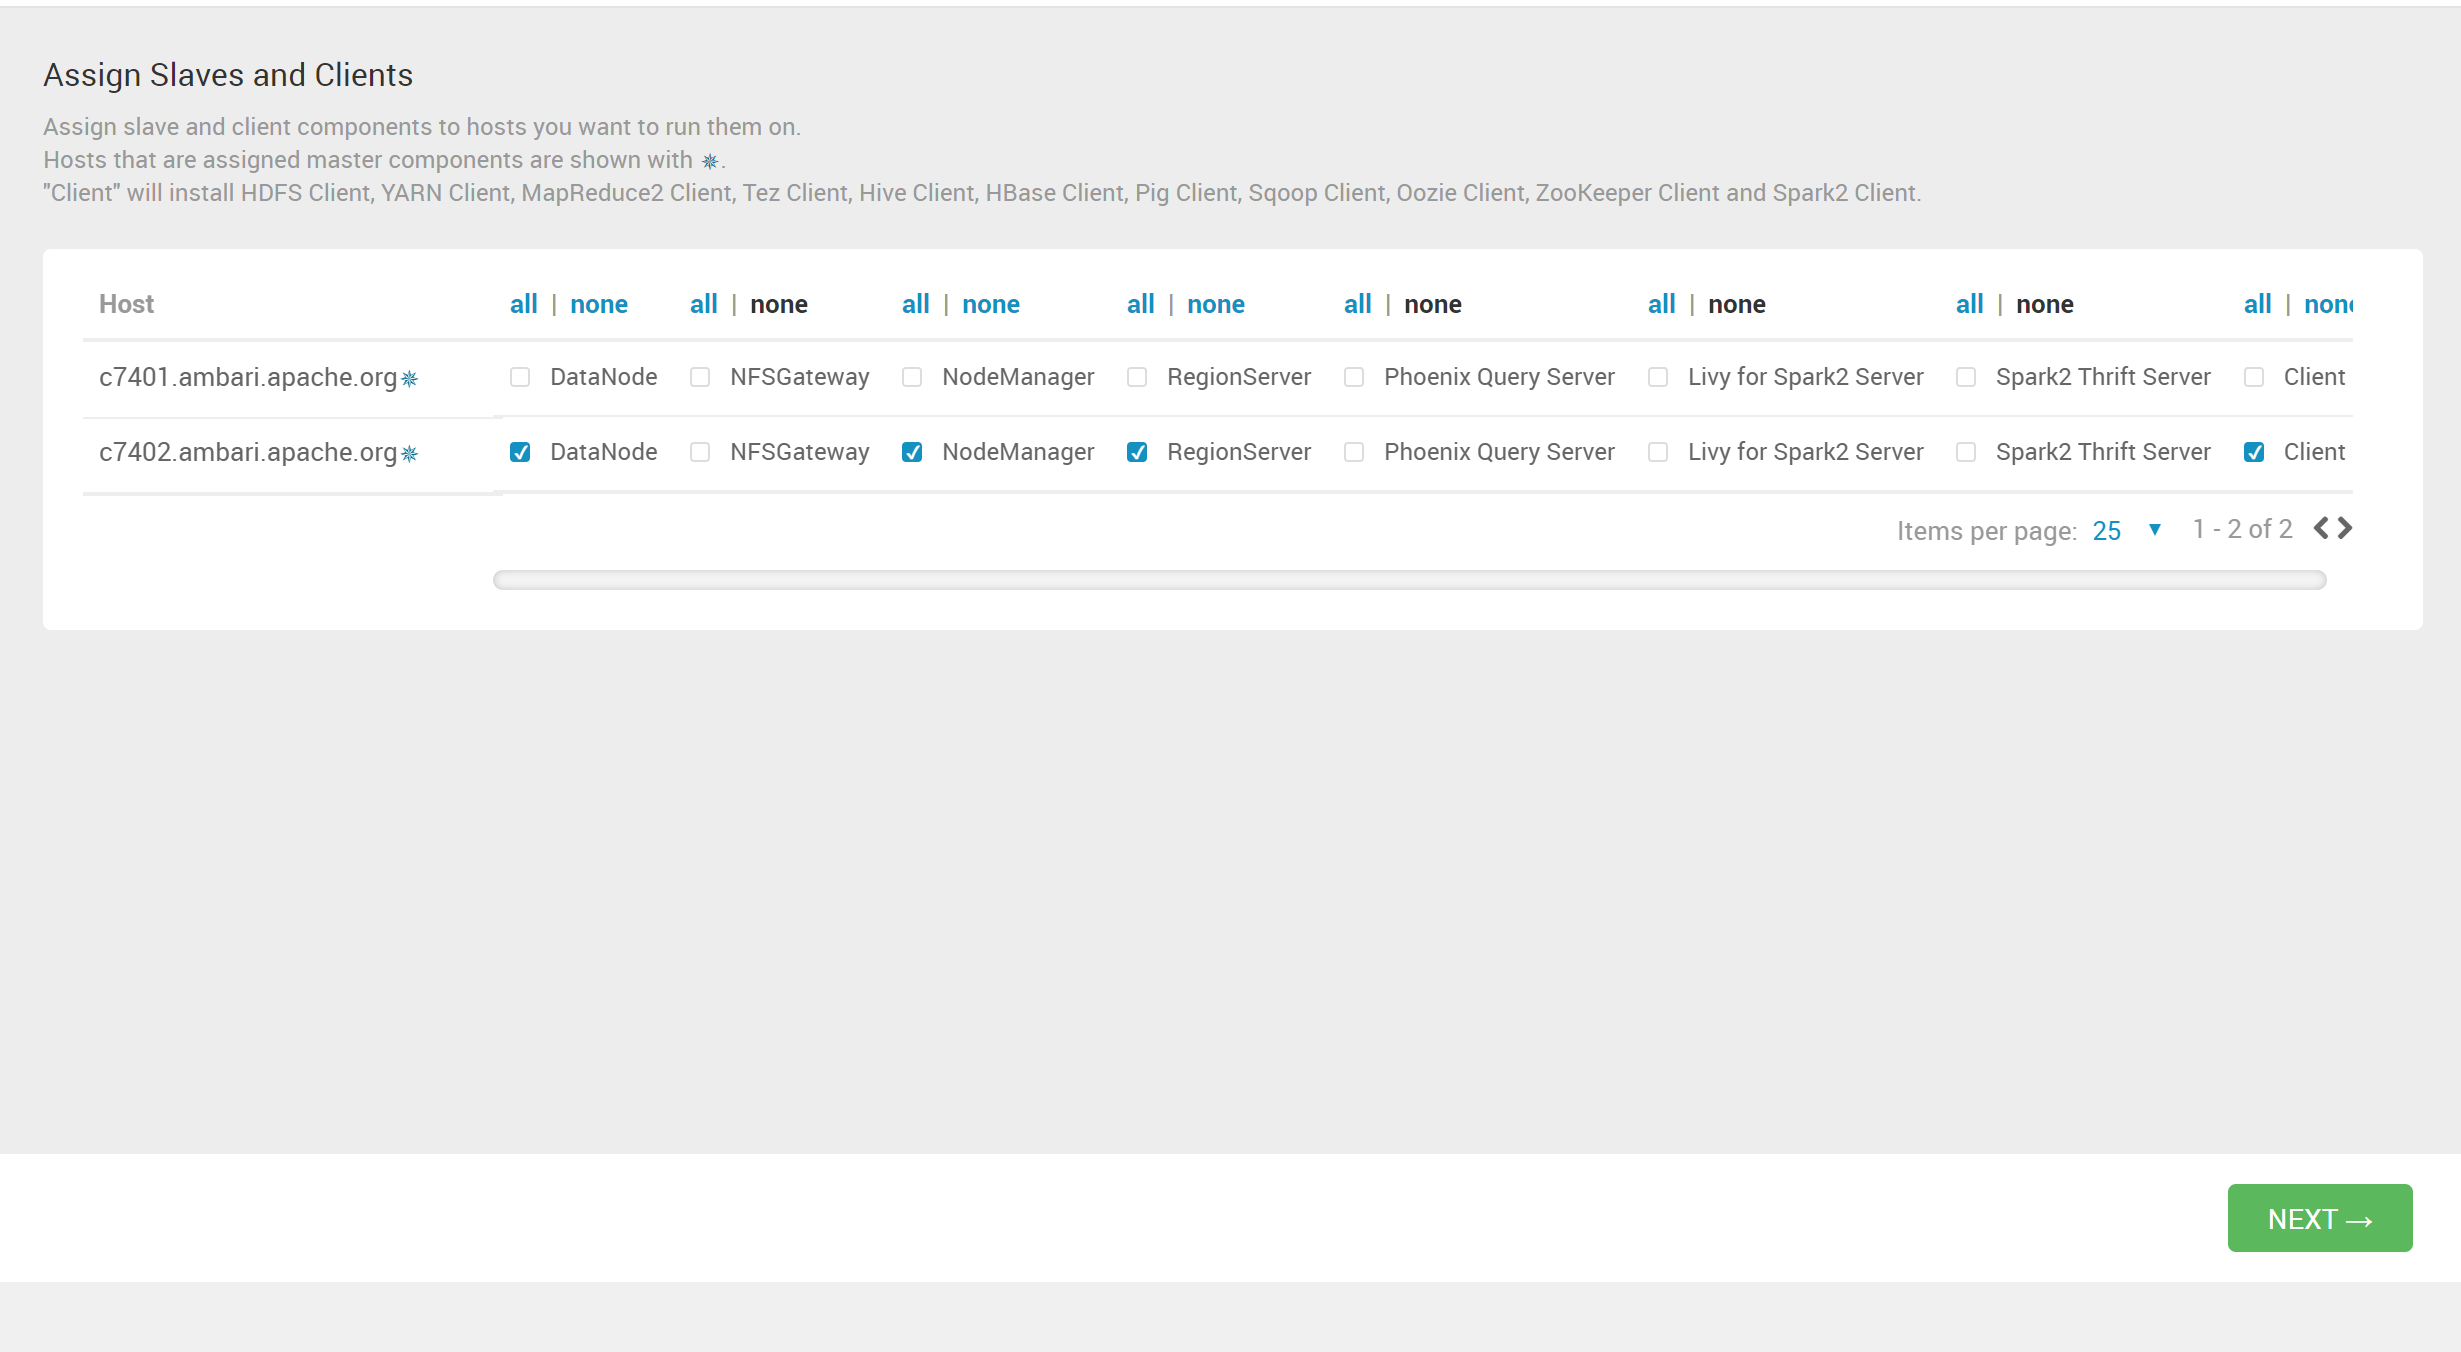 Assign Slaves and Clients
Assign slave and client components to hosts you want to run them on.
Hosts that are assigned master components are shown with ✵.
"Client" will install HDFS Client, YARN Client, MapReduce2 Client, Tez Client, Hive Client, HBase Client, Pig Client, Sqoop Client, Oozie Client, ZooKeeper Client and Spark2 Client.
Host all | none all | none all | none all | none all | none all | none all | none all | none
c7401.ambari.apache.org✵ DataNode NFSGateway NodeManager RegionServer Phoenix Query Server Livy for Spark2 Server Spark2 Thrift Server Client
c7402.ambari.apache.org✵ DataNode NFSGateway NodeManager RegionServer Phoenix Query Server Livy for Spark2 Server Spark2 Thrift Server Client
Items per page: 25 1 - 2 of 2
NEXT→